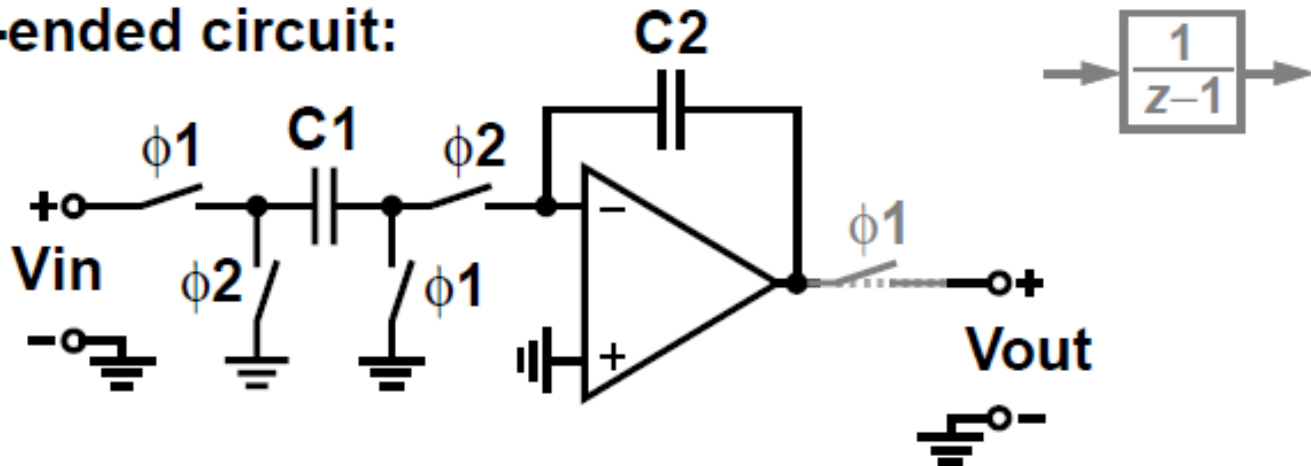 -ended circuit:
C2
1
z−1
ϕ1
C1
ϕ2
+
−
Vin
ϕ2
ϕ1
ϕ1
+
−
+
Vout
−